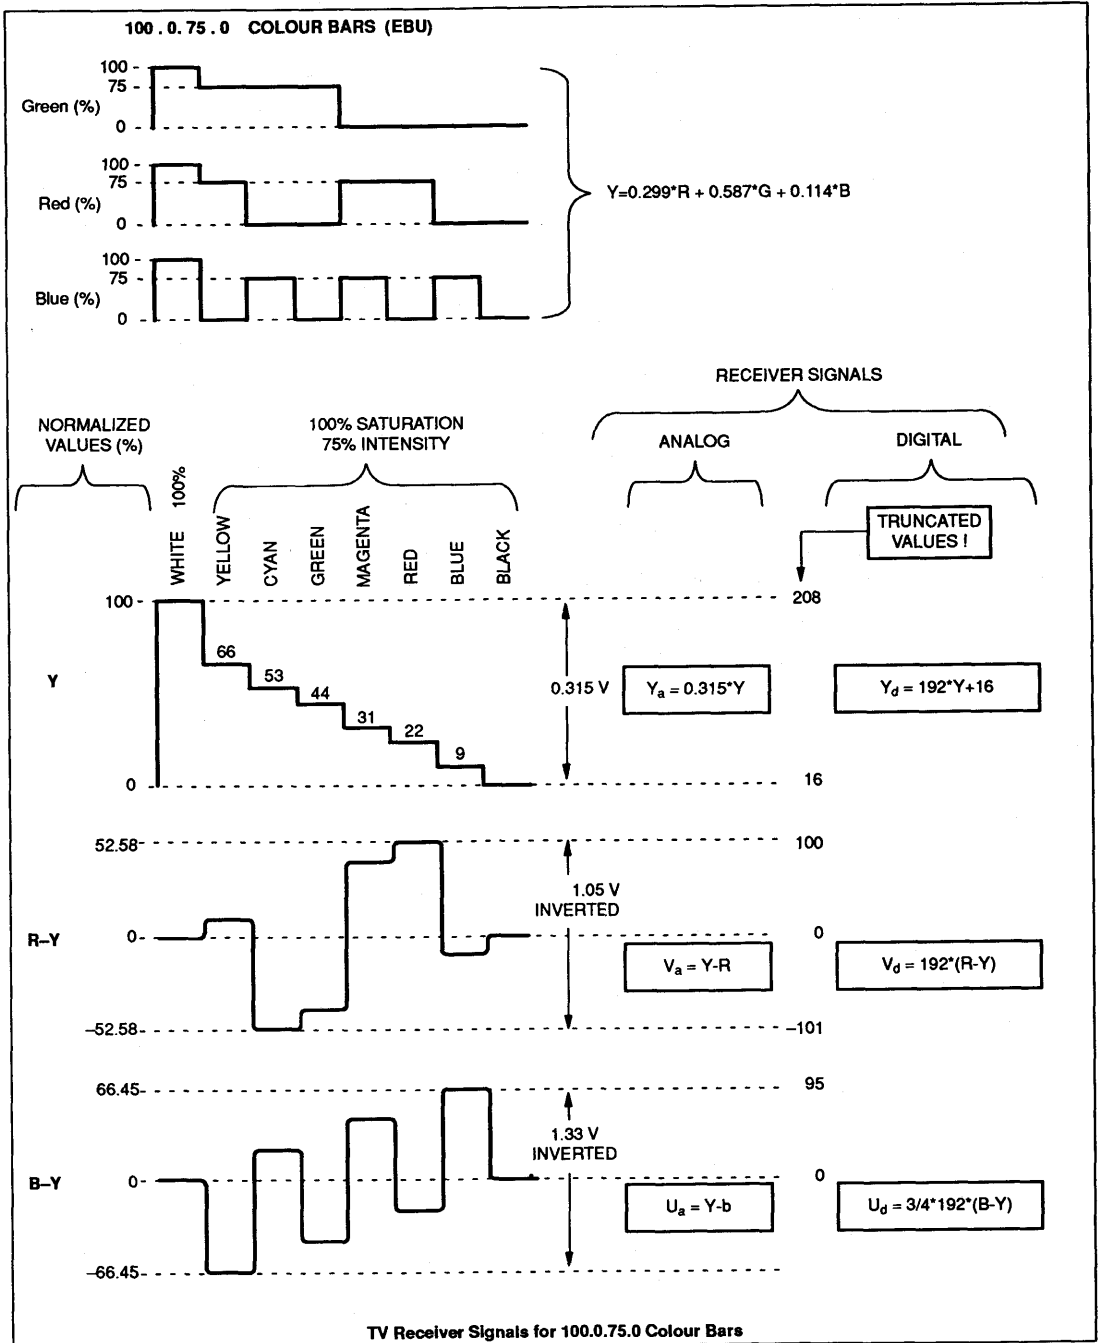 100.0.75.0 COLOUR BARS (EBU)
100
75
Green (%)
0
100
75
Red (%)
0
Y=0.299*R + 0.587*G + 0.114*B
100
75
Blue (%)
0
RECEIVER SIGNALS
NORMALIZED
VALUES (%)
100% SATURATION
75% INTENSITY
ANALOG
DIGITAL
TRUNCATED
VALUES !
WHITE 100%
YELLOW
CYAN
GREEN
MAGENTA
RED
BLUE
BLACK
100
208
66
53
44
31
22
9
Y
0.315 V
Ya = 0.315*Y
Yd = 192*Y+16
0
16
52.58
100
1.05 V
INVERTED
R–Y
0
0
Va = Y-R
Vd = 192*(R-Y)
–52.58
–101
66.45
95
1.33 V
INVERTED
B–Y
0
0
Ua = Y-b
Ud = 3/4*192*(B-Y)
–66.45
TV Receiver Signals for 100.0.75.0 Colour Bars